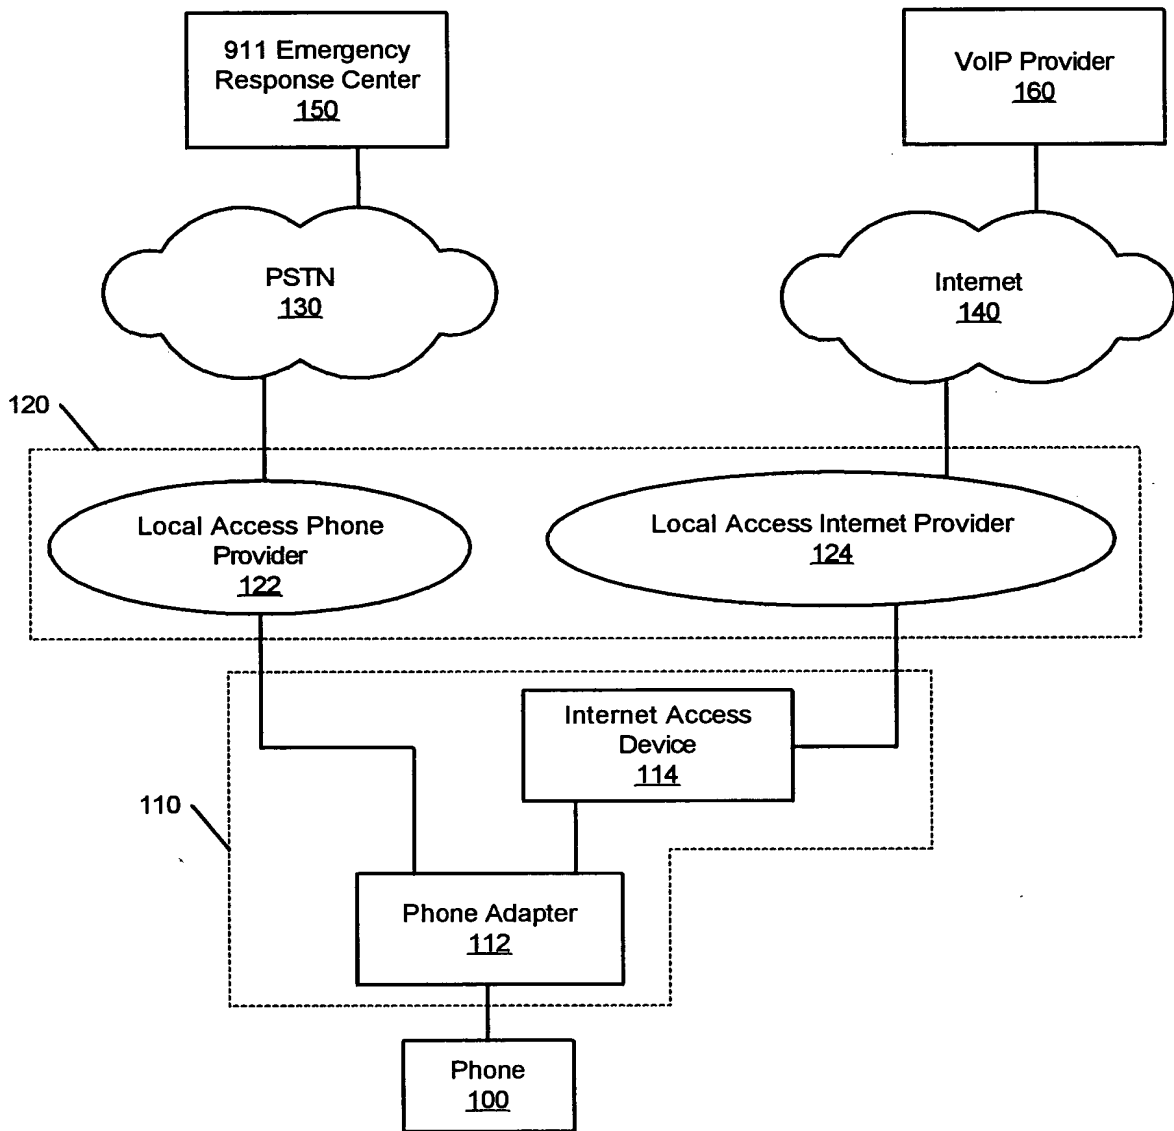 911 Emergency
Response Center
150
VoIP Provider
160
PSTN
130
Internet
140
120
Local Access Phone
Provider
122
Local Access Internet Provider
124
Internet Access
Device
114
110
Phone Adapter
112
Phone
100